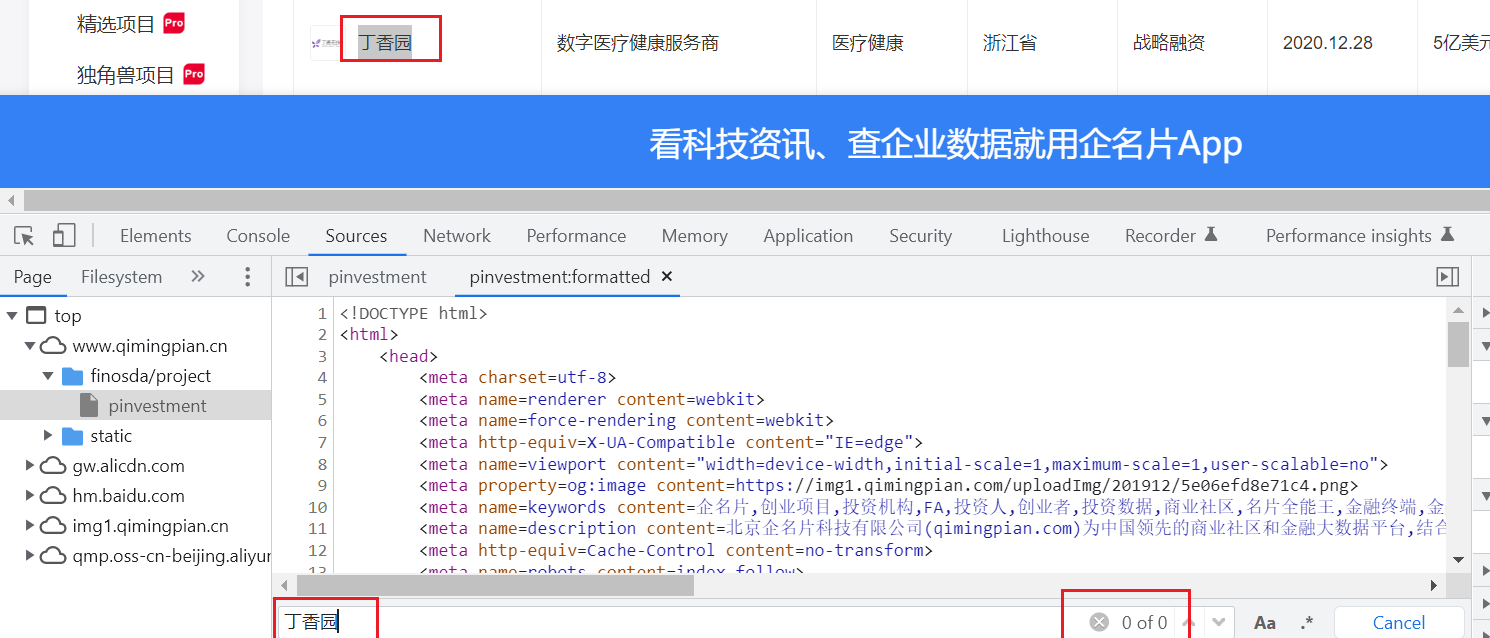 精选项目 Pro
丁香园 数字医疗健康服务商 医疗健康 浙江省 战略融资 2020.12.28 5亿美元
独角兽项目 Pro
看科技资讯、查企业数据就用企名片App
Elements Console Sources Network Performance Memory Application Security Lighthouse Recorder Performance insights
Page Filesystem pinvestment pinvestment:formatted
top
www.qimingpian.cn
finosda/project
pinvestment
static
gw.alicdn.com
hm.baidu.com
img1.qimingpian.cn
qmp.oss-cn-beijing.aliyun
1 <!DOCTYPE html>
2 <html>
3 <head>
4 <meta charset=utf-8>
5 <meta name=renderer content=webkit>
6 <meta name=force-rendering content=webkit>
7 <meta http-equiv=X-UA-Compatible content="IE=edge">
8 <meta name=viewport content="width=device-width,initial-scale=1,maximum-scale=1,user-scalable=no">
9 <meta property=og:image content=https://img1.qimingpian.com/uploadImg/201912/5e06efd8e71c4.png>
10 <meta name=keywords content=企名片,创业项目,投资机构,FA,投资人,创业者,投资数据,商业社区,名片全能王,金融终端,金
11 <meta name=description content=北京企名片科技有限公司(qimingpian.com)为中国领先的商业社区和金融大数据平台,结合
12 <meta http-equiv=Cache-Control content=no-transform>
13 <meta name=robots content=index,follow>
丁香园 0 of 0 Aa .* Cancel